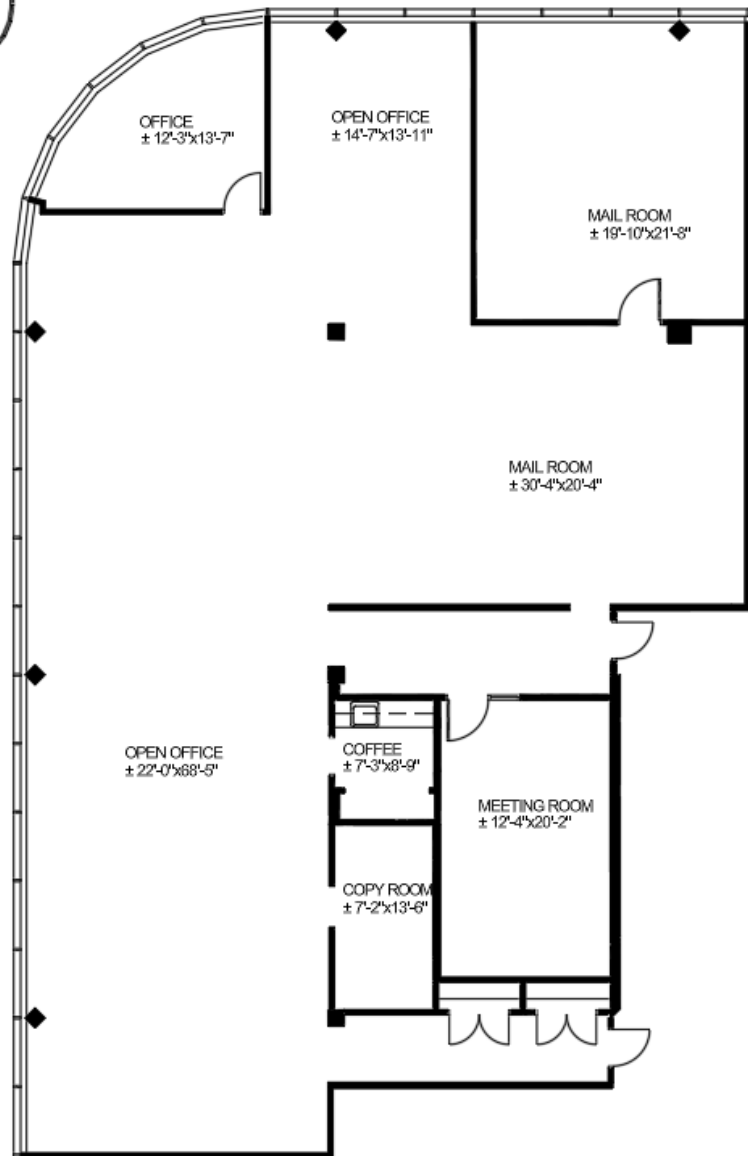 OFFICE
± 12'-3"x13'-7"
OPEN OFFICE
± 14'-7"x13'-11"
MAIL ROOM
± 19'-10"x21'-8"
MAIL ROOM
± 30'-4"x20'-4"
OPEN OFFICE
± 22'-0"x68'-5"
COFFEE
± 7'-3"x8'-9"
MEETING ROOM
± 12'-4"x20'-2"
COPY ROOM
± 7'-2"x13'-6"